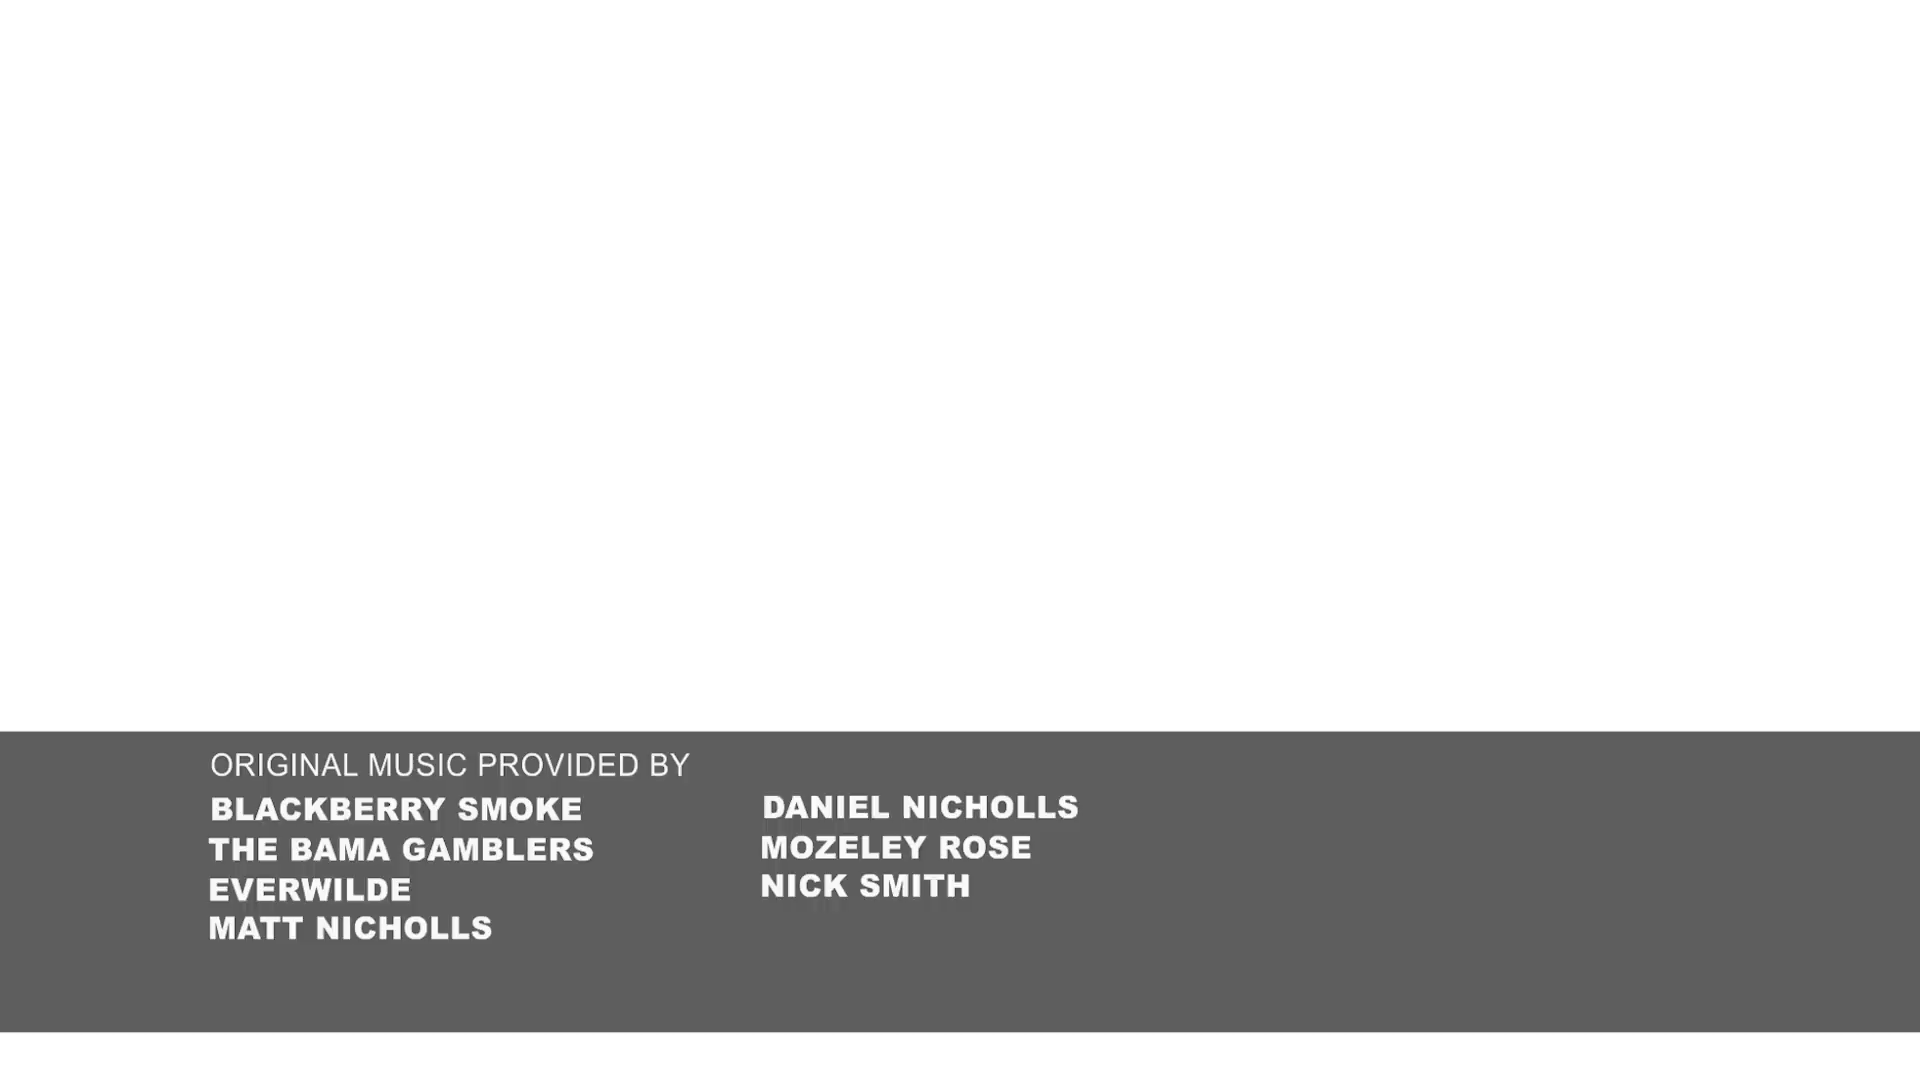 ORIGINAL MUSIC PROVIDED BY
BLACKBERRY SMOKE
THE BAMA GAMBLERS
EVERWILDE
MATT NICHOLLS
DANIEL NICHOLLS
MOZELEY ROSE
NICK SMITH